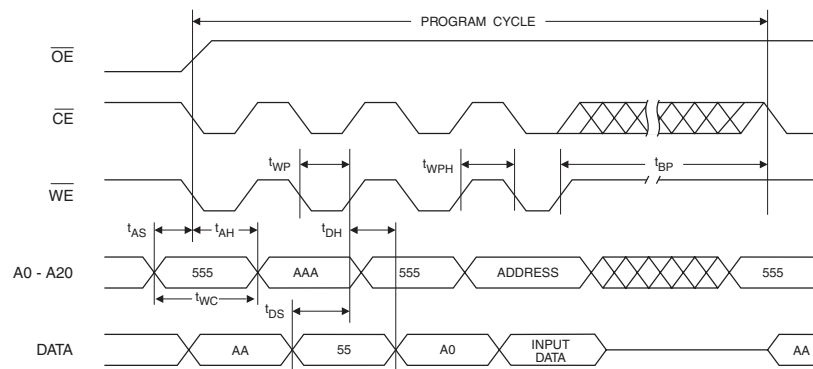 PROGRAM CYCLE
OE
CE
tWP
tWPH
tBP
WE
tAS
tAH
tDH
A0 - A20
555
AAA
555
ADDRESS
555
tWC
tDS
DATA
AA
55
A0
INPUT
DATA
AA